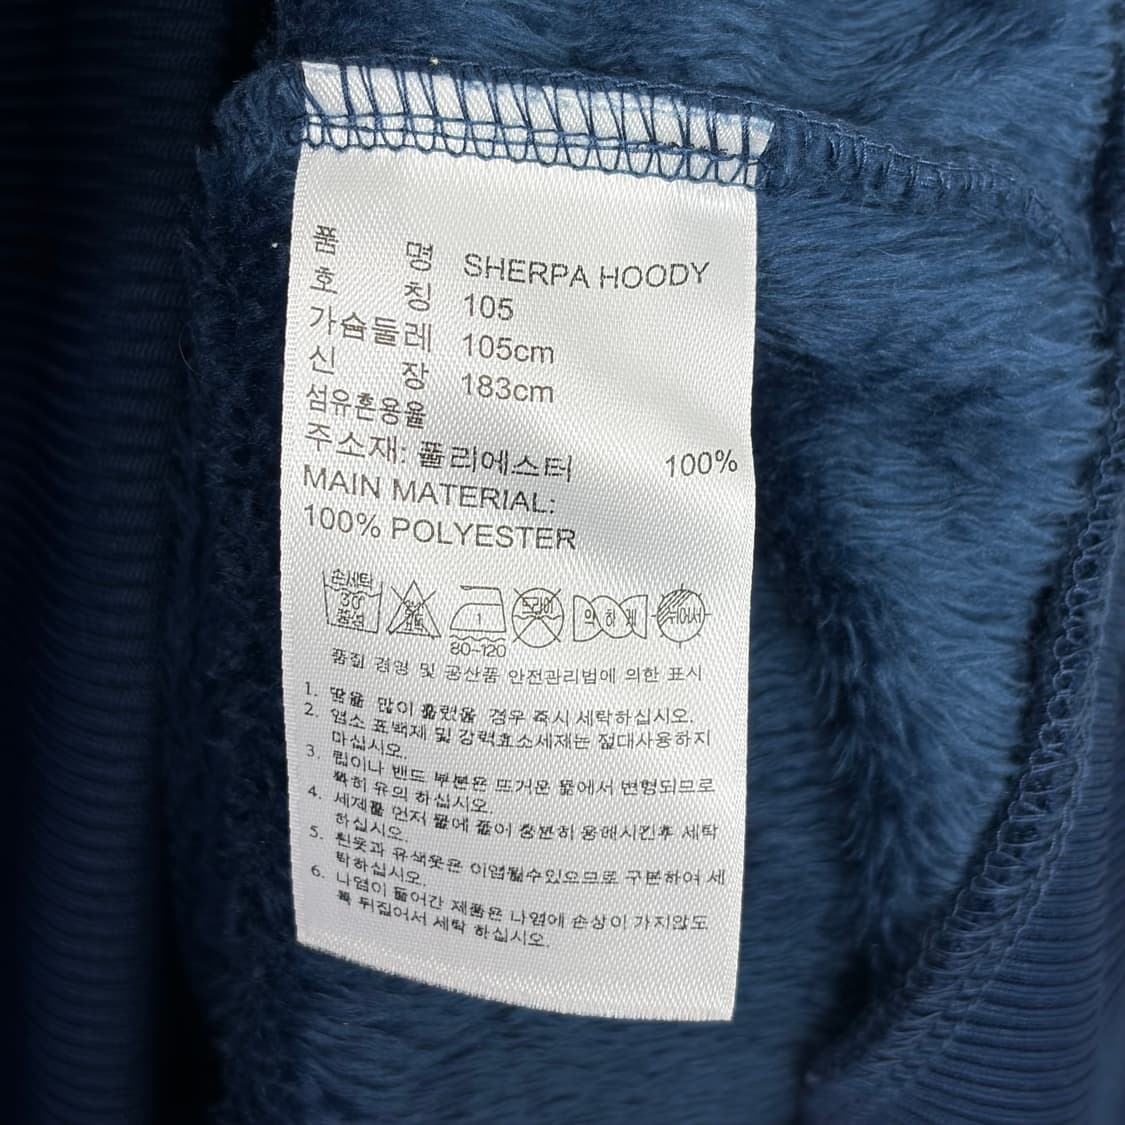 품 명 SHERPA HOODY
호 칭 105
가슴둘레 105cm
신 장 183cm
섬유혼용율
주소재: 폴리에스터 100%
MAIN MATERIAL:
100% POLYESTER
손세탁 30° 중성
드라이
약하게
뉘어서
80~120
품질 경영 및 공산품 안전관리법에 의한 표시
1. 땀을 많이 흘렸을 경우 즉시 세탁하십시오.
2. 염소 표백제 및 강력효소세제는 절대사용하지
마십시오.
3. 립이나 밴드 부분은 뜨거운 물에서 변형되므로
특히 유의 하십시오.
4. 세제를 먼저 물에 풀어 충분히 용해시킨후 세탁
하십시오.
5. 흰옷과 유색옷은 이염될수있으므로 구분하여 세
탁하십시오.
6. 나염이 들어간 제품은 나염에 손상이 가지않도
록 뒤집어서 세탁 하십시오.